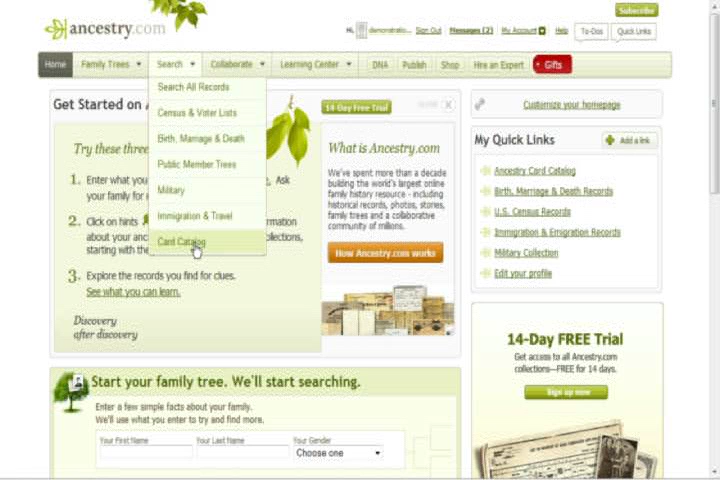 Subscribe
ancestry.com
Hi, demonstratio... Sign Out Messages (2) My Account Help To-Dos Quick Links
Home Family Trees Search Collaborate Learning Center DNA Publish Shop Hire an Expert Gifts
Search All Records
Census & Voter Lists
Birth, Marriage & Death
Public Member Trees
Military
Immigration & Travel
Card Catalog
Get Started on A
14-Day Free Trial
Try these three
1. Enter what you Ask
your family for
2. Click on hints rmation
about your anc ollections,
starting with the
3. Explore the records you find for clues.
See what you can learn.
Discovery
after discovery
What is Ancestry.com
We've spent more than a decade
building the world's largest online
family history resource - including
historical records, photos, stories,
family trees and a collaborative
community of millions.
How Ancestry.com works
Customize your homepage
My Quick Links
Add a link
Ancestry Card Catalog
Birth, Marriage & Death Records
U.S. Census Records
Immigration & Emigration Records
Military Collection
Edit your profile
14-Day FREE Trial
Get access to all Ancestry.com
collections—FREE for 14 days.
Sign up now
Start your family tree. We'll start searching.
Enter a few simple facts about your family.
We'll use what you enter to try and find more.
Your First Name Your Last Name Your Gender
Choose one